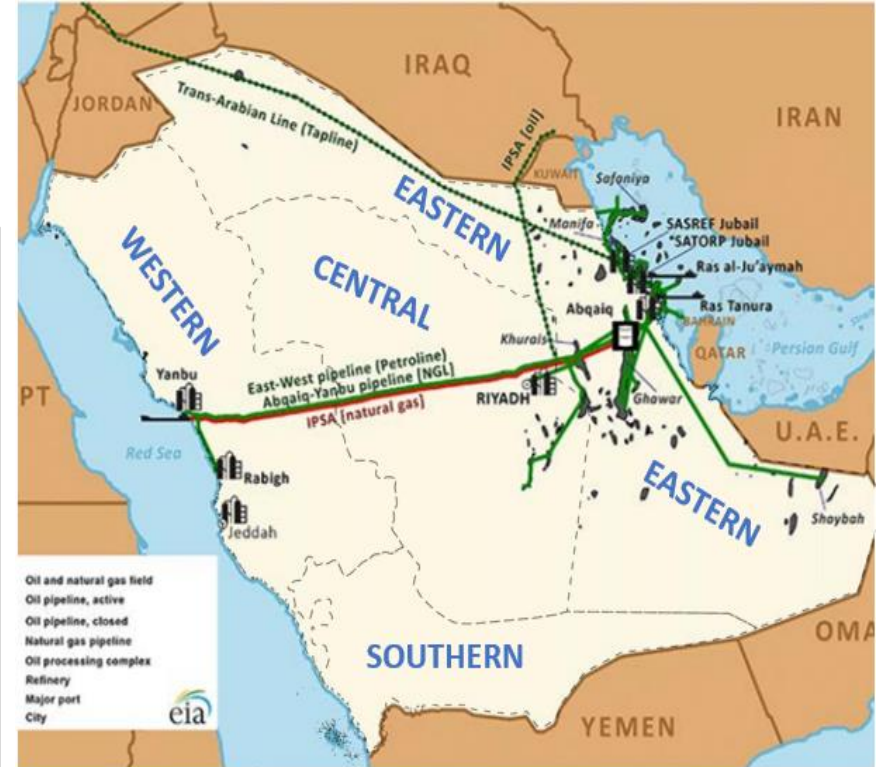 IRAQ
JORDAN
IRAN
Trans-Arabian Line (Tapline)
IPSA [oil]
KUWAIT
Safaniya
EASTERN
Manifa
SASREF Jubail
SATORP Jubail
Ras al-Ju'aymah
WESTERN
CENTRAL
Abqaiq
Ras Tanura
BAHRAIN
Khurais
QATAR
Persian Gulf
East-West pipeline (Petroline)
Abqaiq-Yanbu pipeline [NGL]
IPSA [natural gas]
Yanbu
RIYADH
Ghawar
PT
U.A.E.
Red Sea
Rabigh
EASTERN
Jeddah
Shaybah
Oil and natural gas field
Oil pipeline, active
Oil pipeline, closed
Natural gas pipeline
Oil processing complex
Refinery
Major port
City
eia
SOUTHERN
OMA
YEMEN